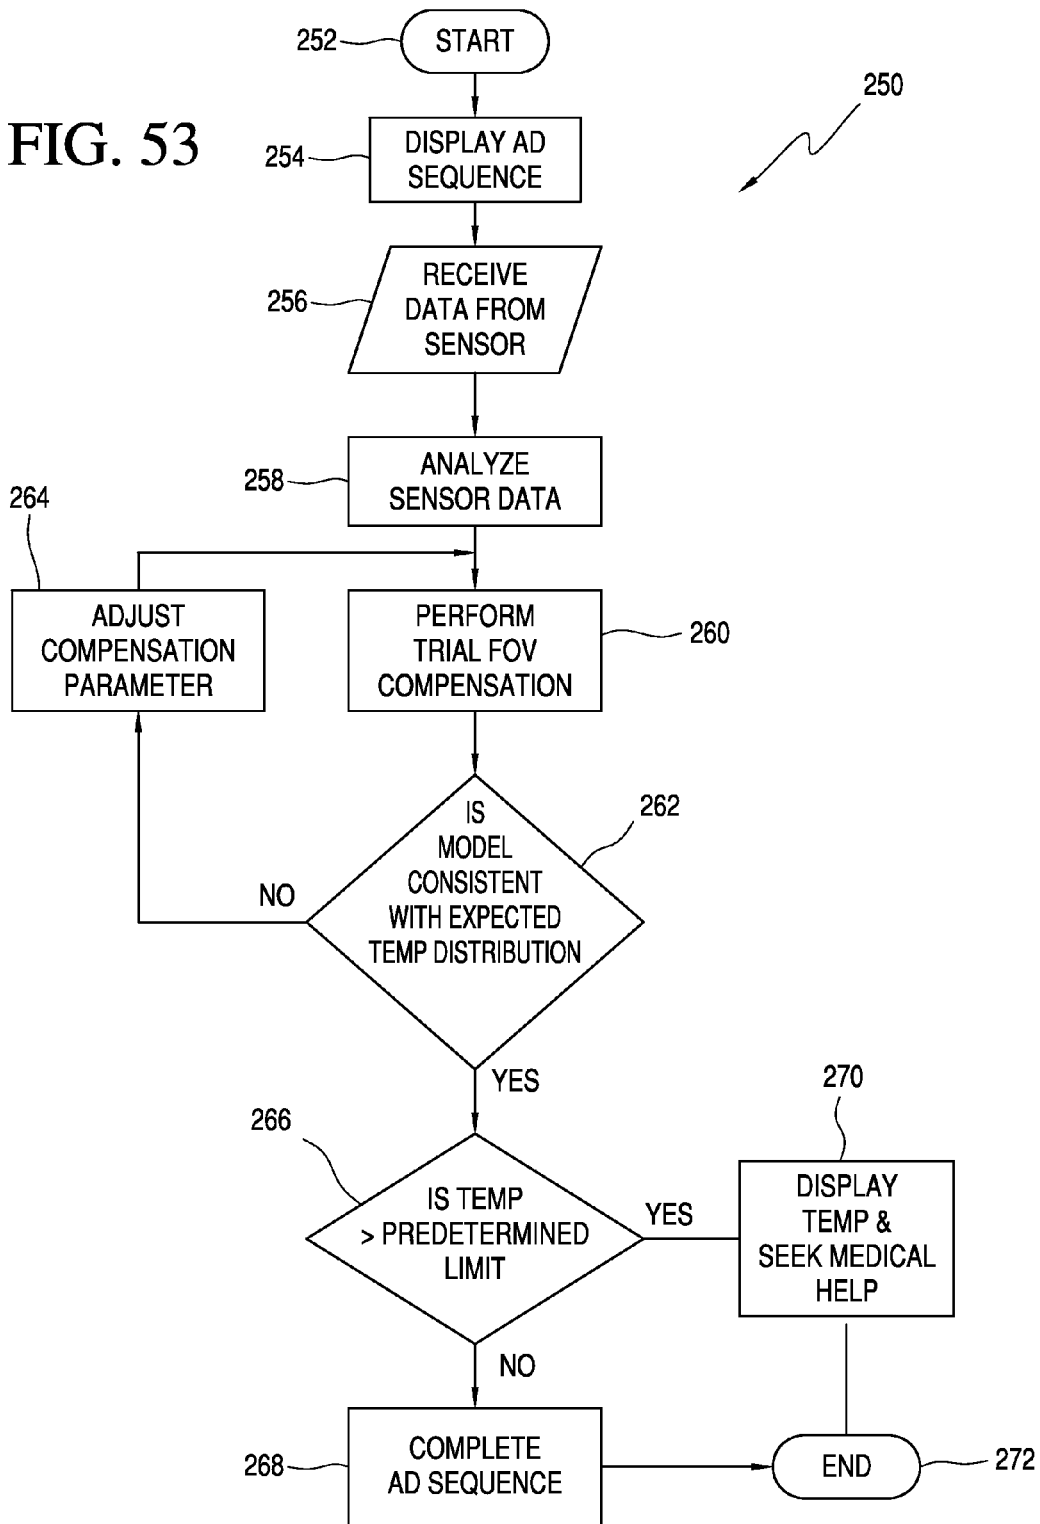 252
START
250
FIG. 53
254
DISPLAY AD
SEQUENCE
256
RECEIVE
DATA FROM
SENSOR
258
ANALYZE
SENSOR DATA
264
ADJUST
COMPENSATION
PARAMETER
PERFORM
TRIAL FOV
COMPENSATION
260
IS
MODEL
CONSISTENT
WITH EXPECTED
TEMP DISTRIBUTION
262
NO
YES
266
IS TEMP
> PREDETERMINED
LIMIT
YES
270
DISPLAY
TEMP &
SEEK MEDICAL
HELP
NO
268
COMPLETE
AD SEQUENCE
END
272